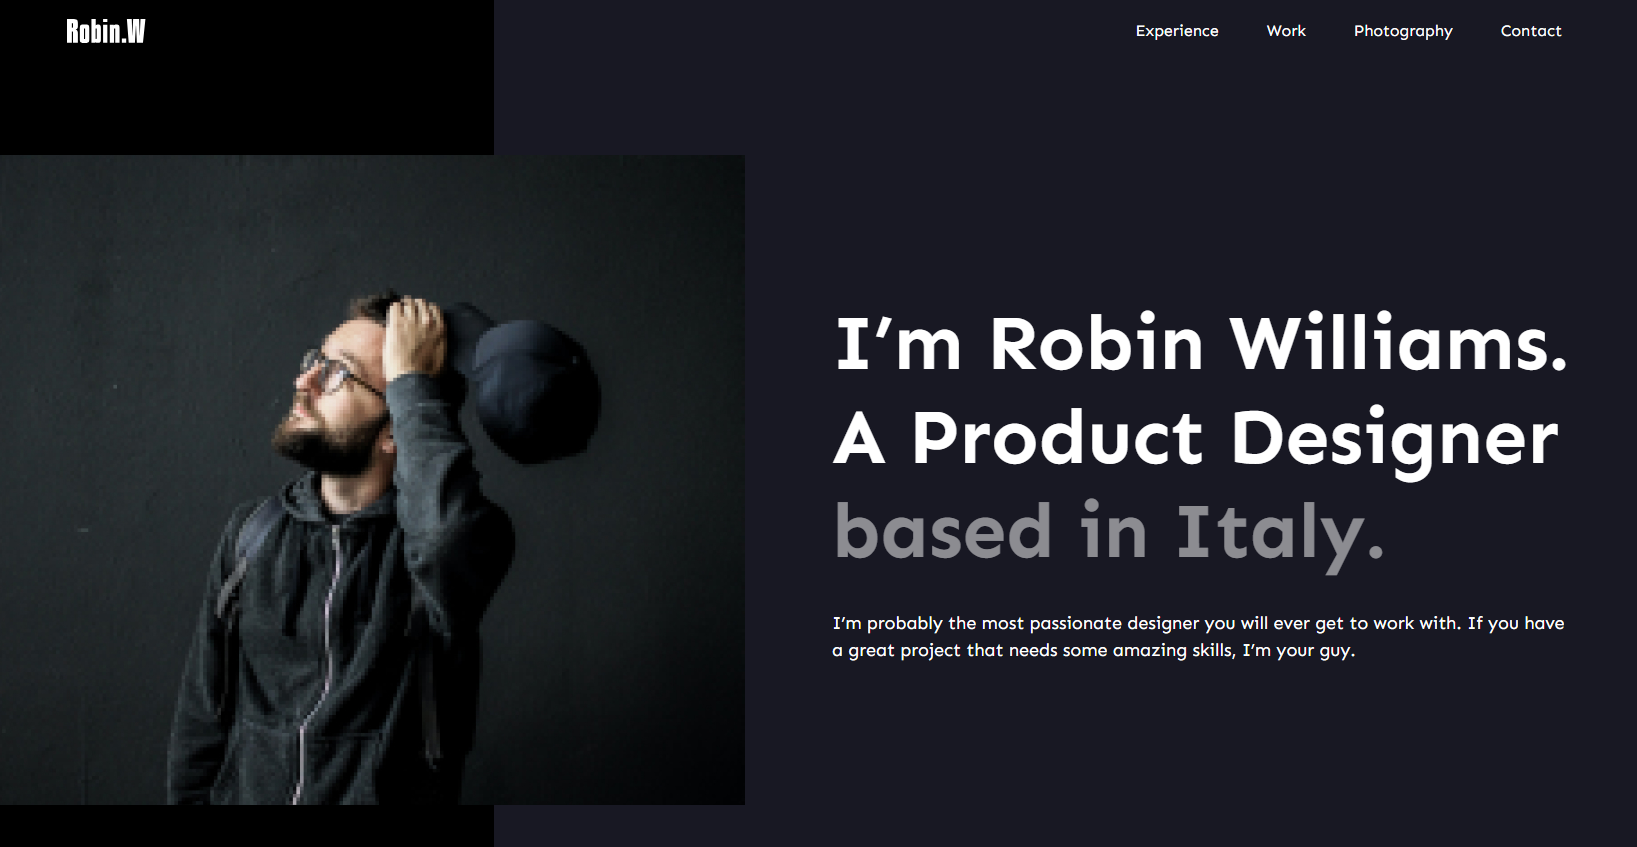 Robin.W
Experience Work Photography Contact
I’m Robin Williams.
A Product Designer
based in Italy.
I’m probably the most passionate designer you will ever get to work with. If you have
a great project that needs some amazing skills, I’m your guy.